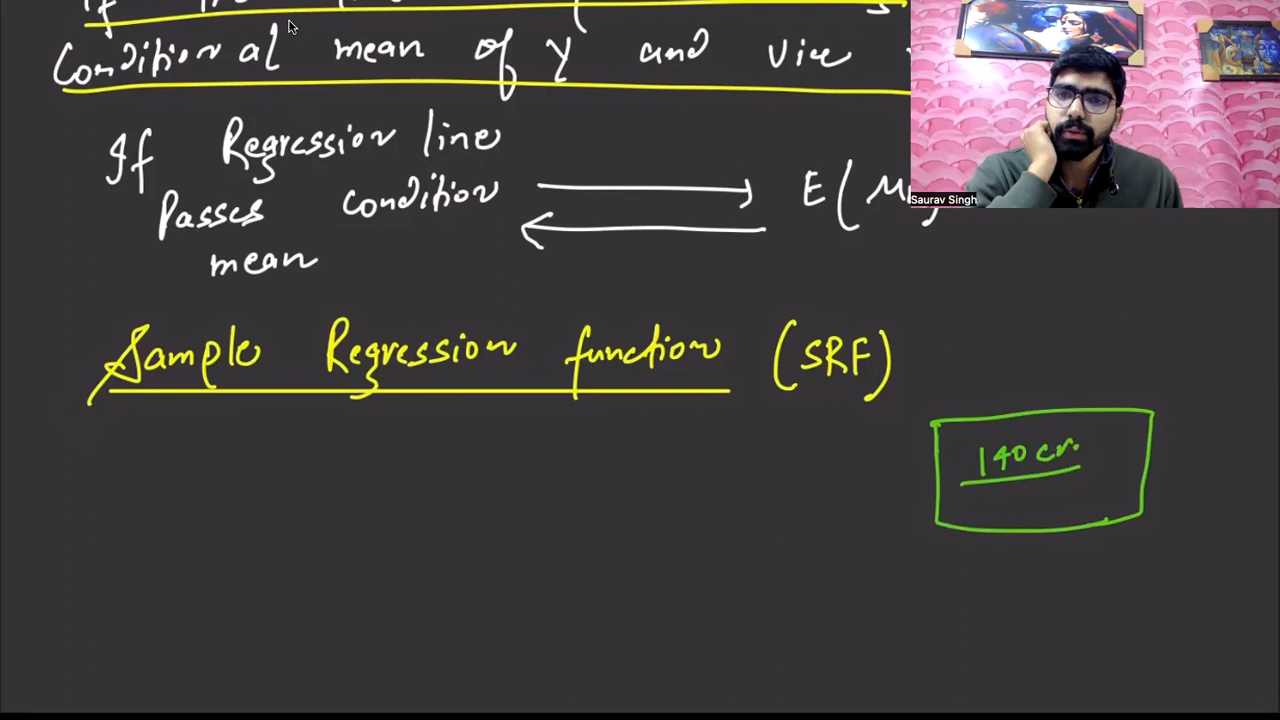 If
Conditional mean of Y and vice
If Regression line
Passes condition
mean
E(
Saurav Singh
Sample Regression function (SRF)
140 cr.